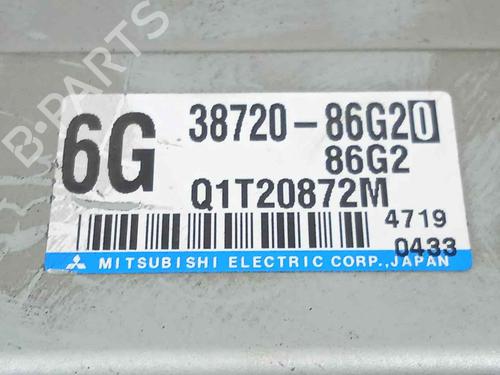 B-PARTS
6G
38720-86G20
86G2
Q1T20872M
4719
0433
MITSUBISHI ELECTRIC CORP.,JAPAN